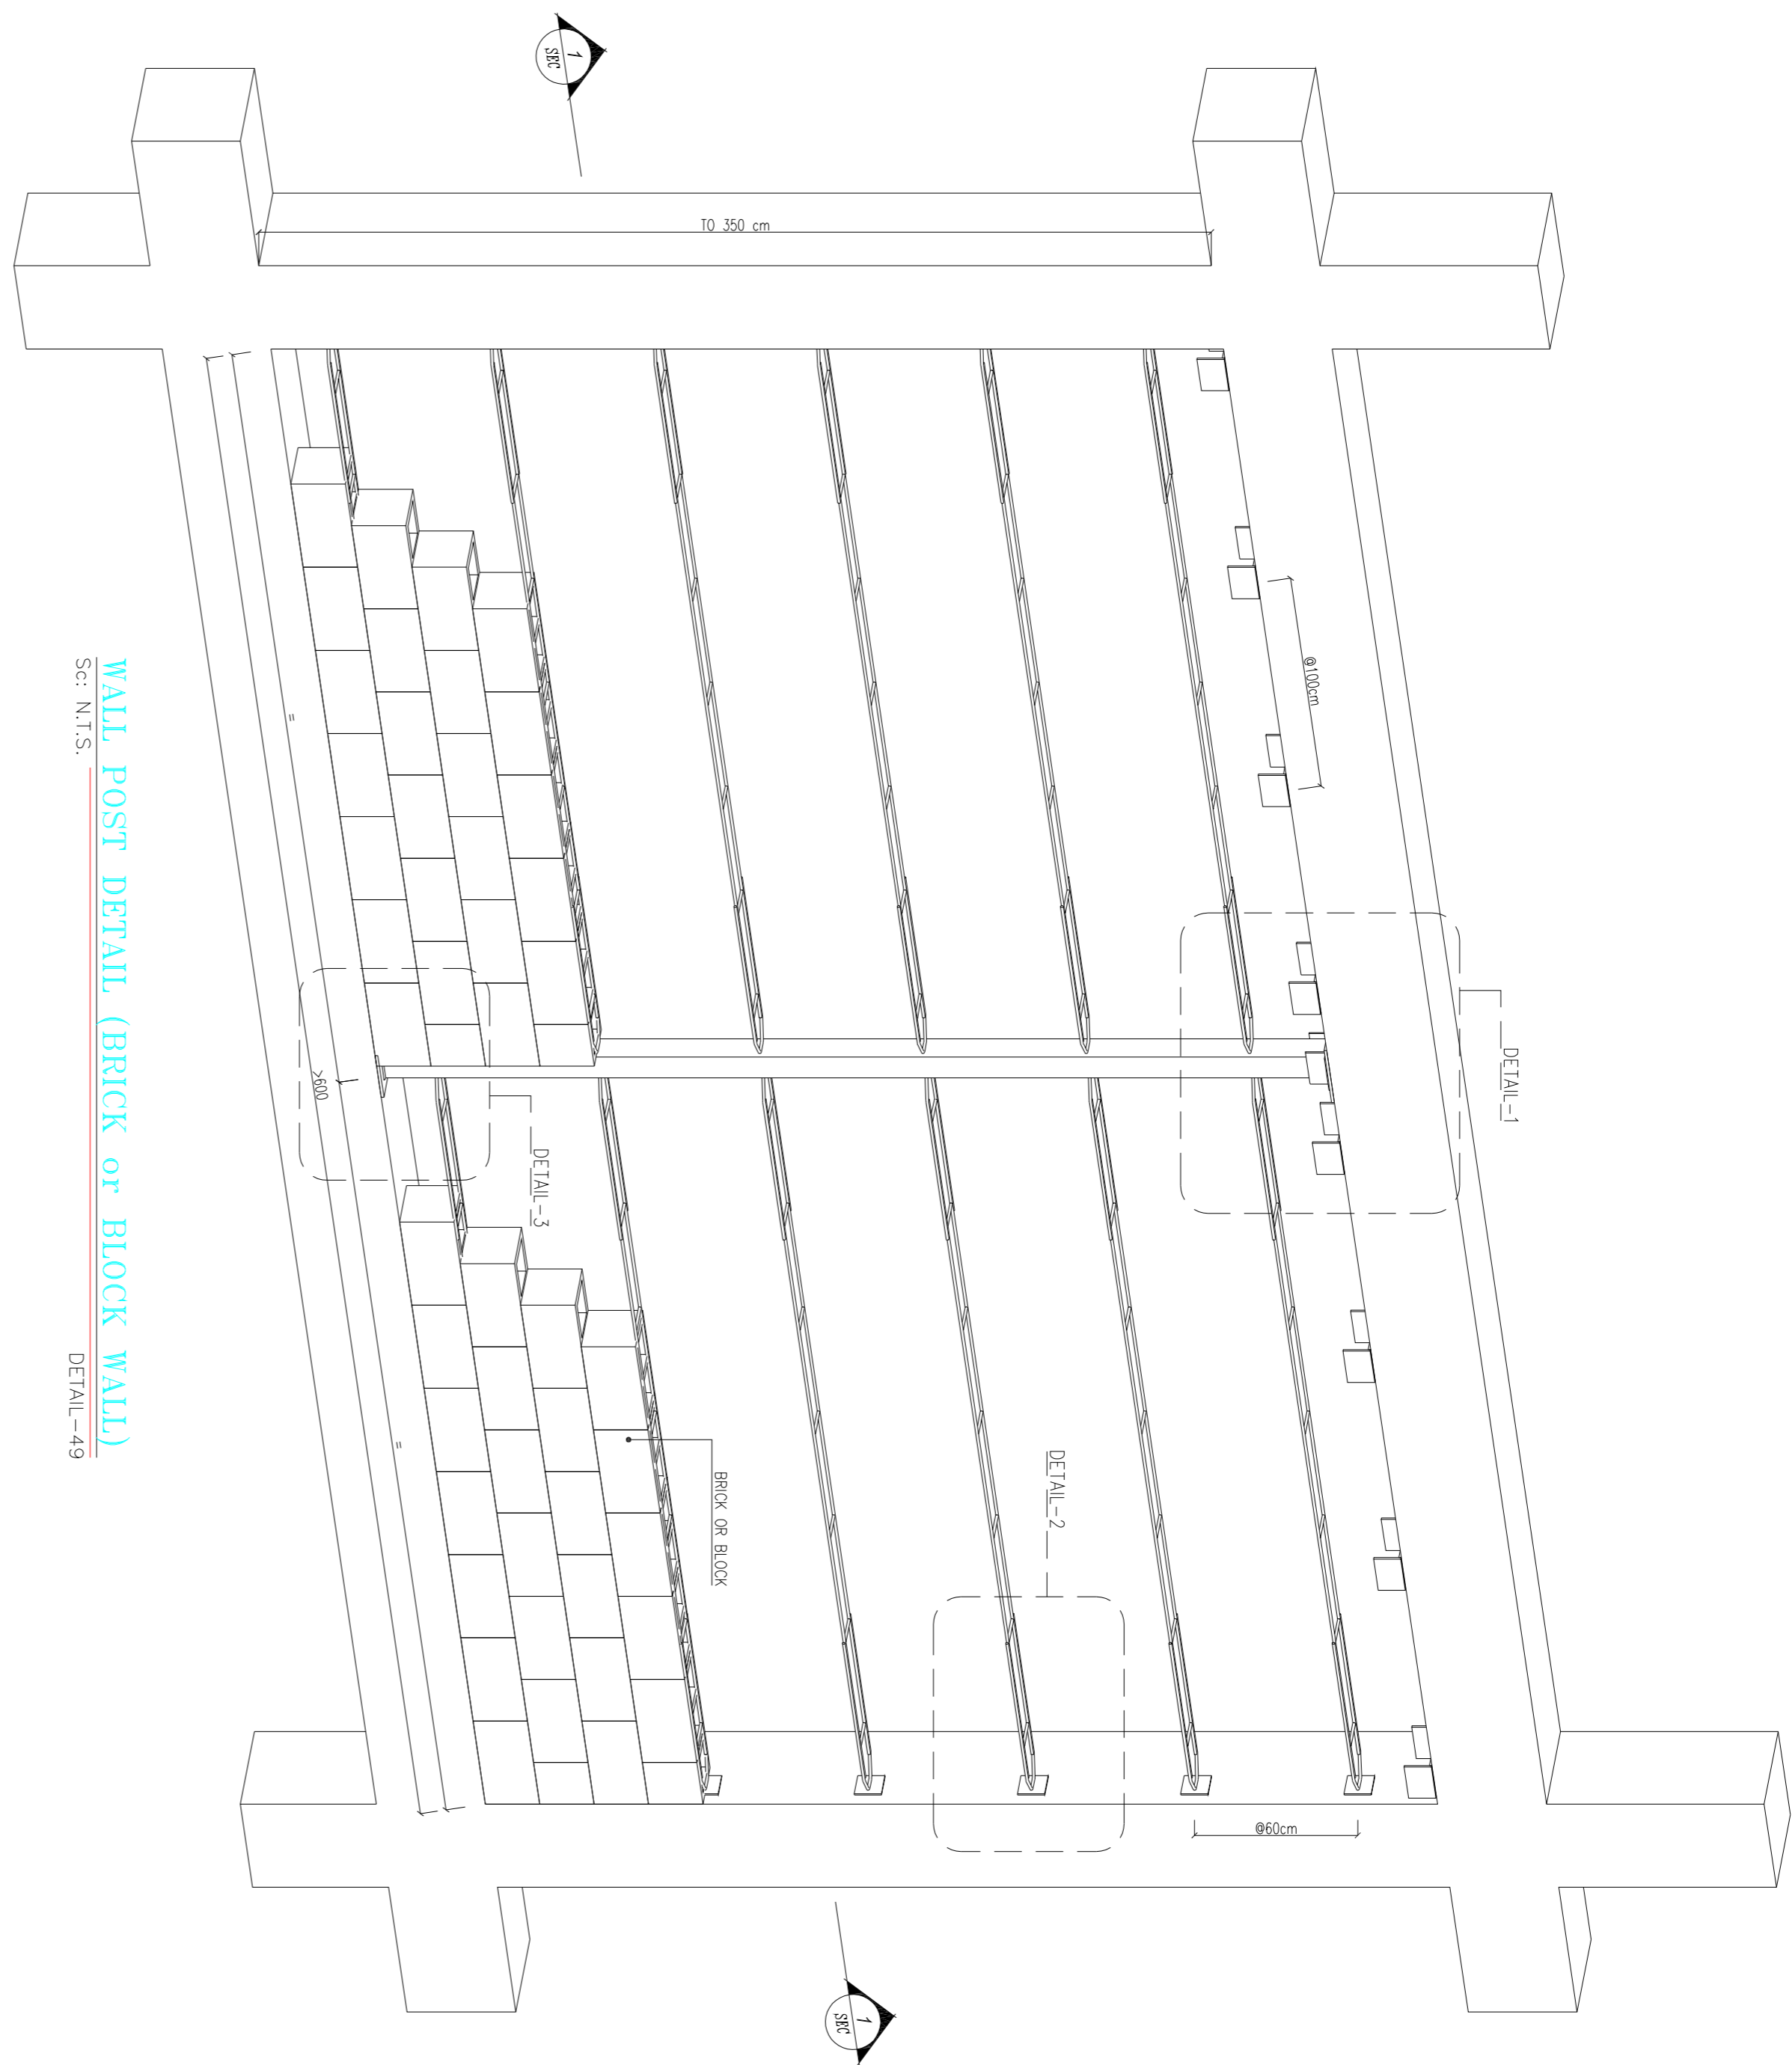 1
SEC
TO 350 cm
@100cm
DETAIL-1
DETAIL-3
>600
=
=
DETAIL-2
BRICK OR BLOCK
@60cm
1
SEC
WALL POST DETAIL (BRICK or BLOCK WALL)
Sc: N.T.S.
DETAIL-49